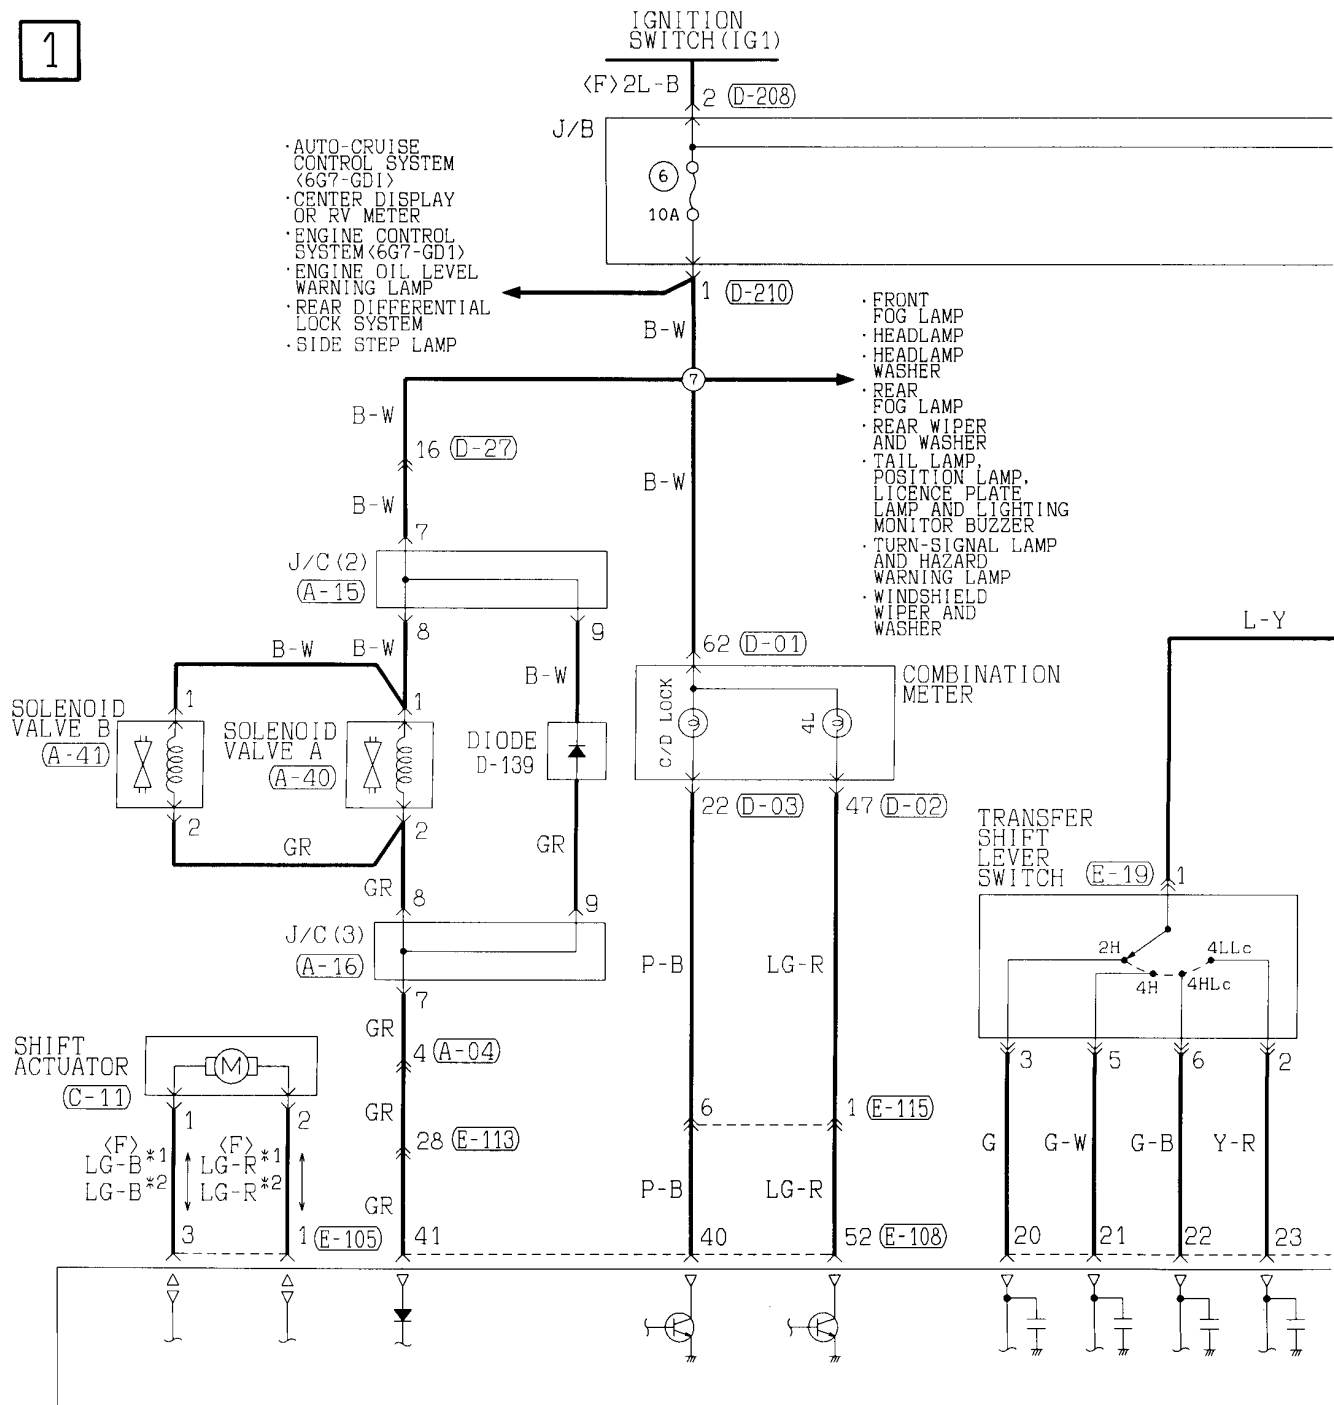 1
IGNITION
SWITCH(IG1)
<F>2L-B
2 (D-208)
J/B
6
10A
·AUTO-CRUISE
CONTROL SYSTEM
<6G7-GDI>
·CENTER DISPLAY
OR RV METER
·ENGINE CONTROL
SYSTEM<6G7-GD1>
·ENGINE OIL LEVEL
WARNING LAMP
·REAR DIFFERENTIAL
LOCK SYSTEM
·SIDE STEP LAMP
1 (D-210)
B-W
7
·FRONT
FOG LAMP
·HEADLAMP
·HEADLAMP
WASHER
·REAR
FOG LAMP
·REAR WIPER
AND WASHER
·TAIL LAMP,
POSITION LAMP,
LICENCE PLATE
LAMP AND LIGHTING
MONITOR BUZZER
·TURN-SIGNAL LAMP
AND HAZARD
WARNING LAMP
·WINDSHIELD
WIPER AND
WASHER
B-W
16 (D-27)
B-W
B-W
7
J/C(2)
(A-15)
8
9
B-W
B-W
B-W
62 (D-01)
L-Y
COMBINATION
METER
C/D LOCK
4L
1
1
SOLENOID
VALVE B
(A-41)
SOLENOID
VALVE A
(A-40)
DIODE
D-139
2
2
22 (D-03)
47 (D-02)
GR
GR
GR
8
9
TRANSFER
SHIFT
LEVER
SWITCH
(E-19)
1
2H
4LLc
4H
4HLc
J/C(3)
(A-16)
P-B
LG-R
7
GR
4 (A-04)
SHIFT
ACTUATOR
(C-11)
M
3
5
6
2
1
2
GR
28 (E-113)
6
1 (E-115)
<F>
LG-B*1
LG-B*2
<F>
LG-R*1
LG-R*2
G
G-W
G-B
Y-R
GR
P-B
LG-R
3
1 (E-105)
41
40
52 (E-108)
20
21
22
23